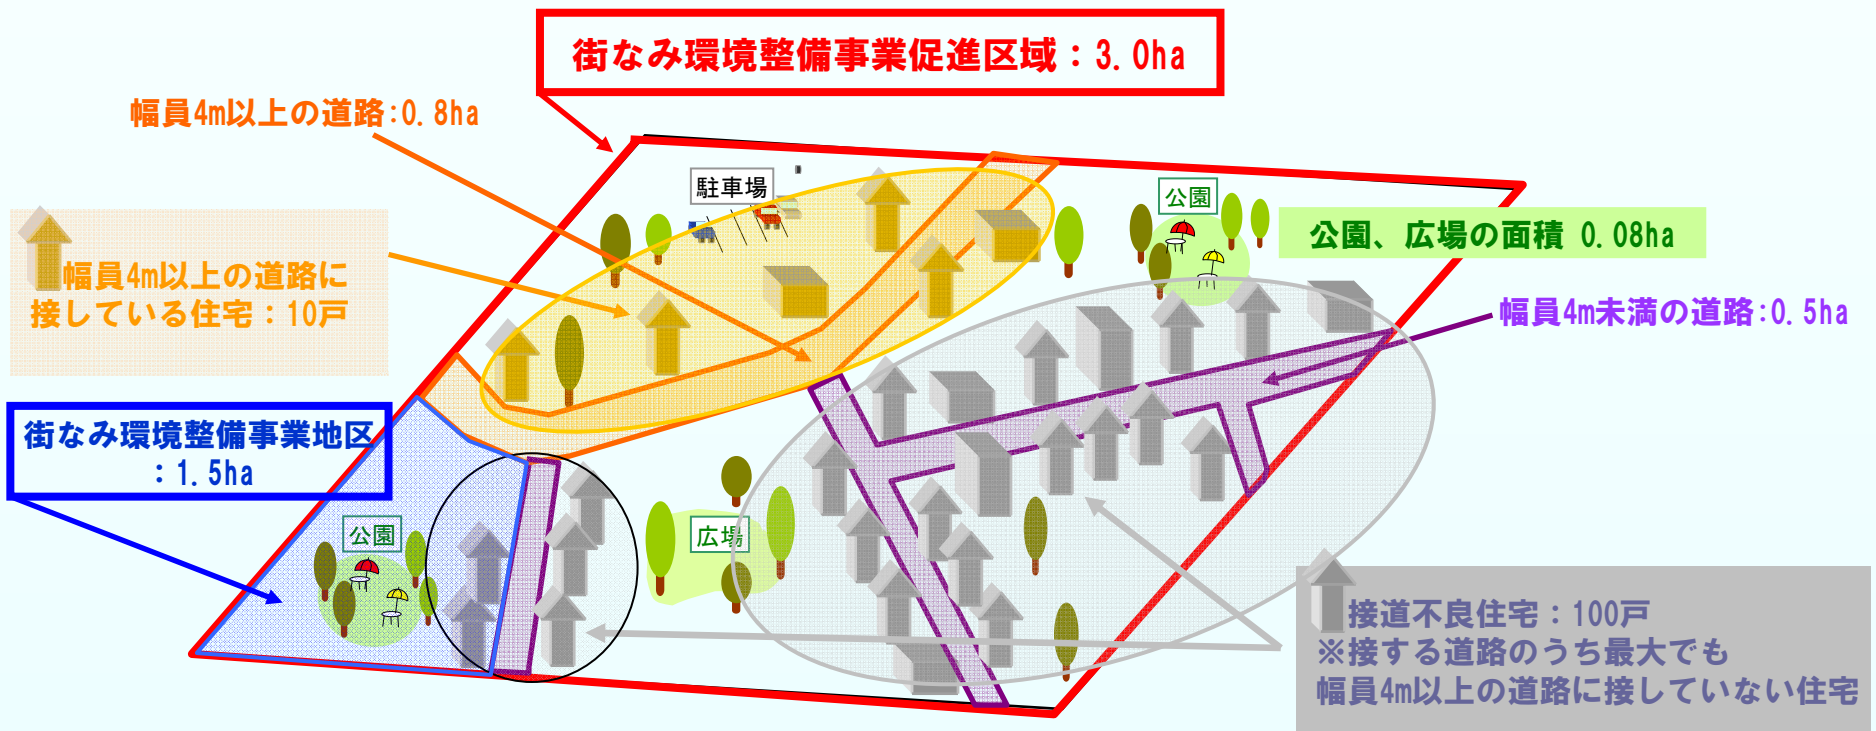 街なみ環境整備事業促進区域：3.0ha
幅員4m以上の道路:0.8ha
駐車場
公園
公園、広場の面積 0.08ha
幅員4m以上の道路に
接している住宅：10戸
幅員4m未満の道路:0.5ha
街なみ環境整備事業地区
：1.5ha
公園
広場
接道不良住宅：100戸
※接する道路のうち最大でも
幅員4m以上の道路に接していない住宅